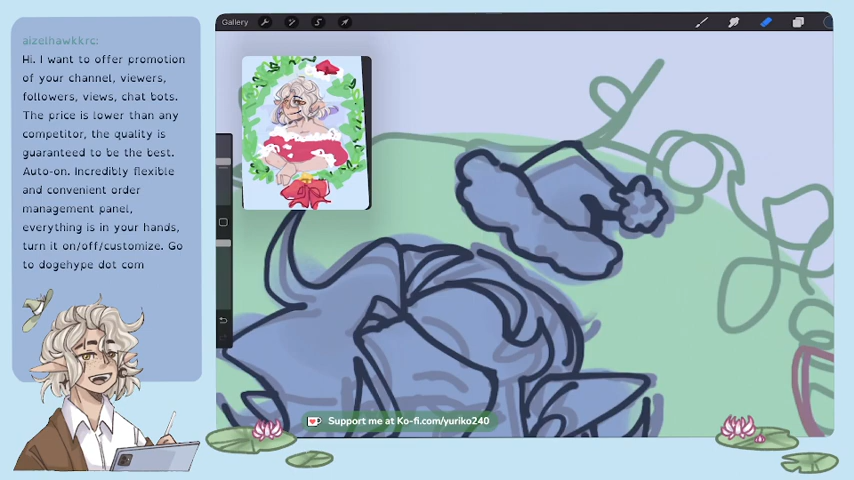 aizelhawkkrc:
Hi. I want to offer promotion
of your channel, viewers,
followers, views, chat bots.
The price is lower than any
competitor, the quality is
guaranteed to be the best.
Auto-on. Incredibly flexible
and convenient order
management panel,
everything is in your hands,
turn it on/off/customize. Go
to dogehype dot com
Gallery
Support me at Ko-fi.com/yuriko240